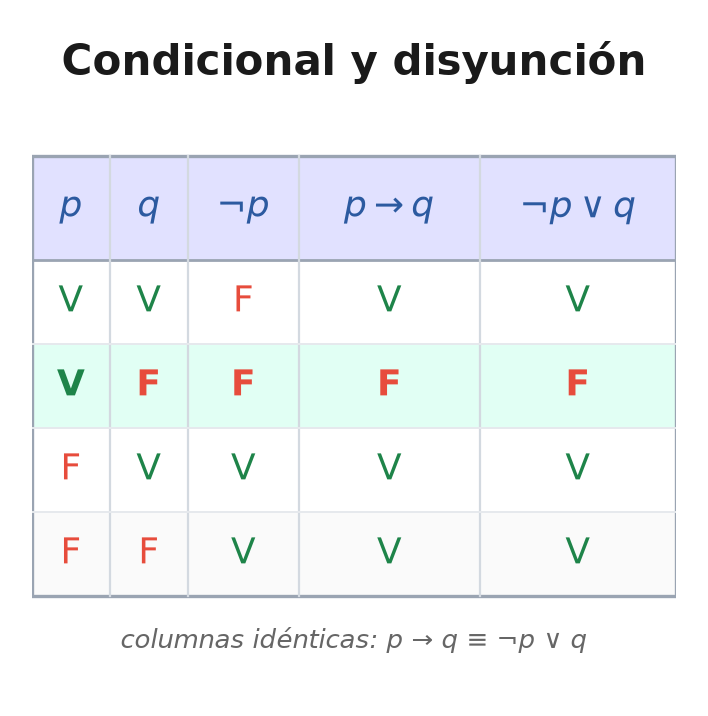 Condicional y disyunción
p q ¬p p → q ¬p ∨ q
V V F V V
V F F F F
F V V V V
F F V V V
columnas idénticas: p → q ≡ ¬p ∨ q